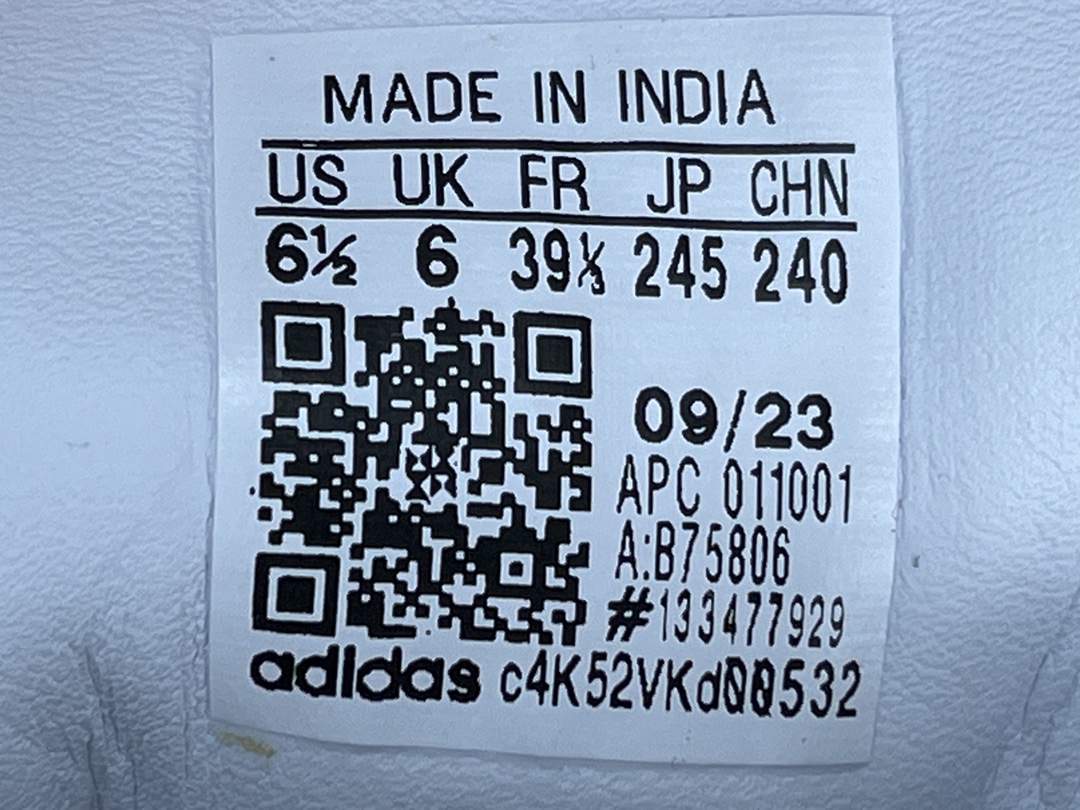 MADE IN INDIA
US UK FR JP CHN
6½ 6 39⅓ 245 240
09/23
APC 011001
A:B75806
#133477929
adidas c4K52VKd00532